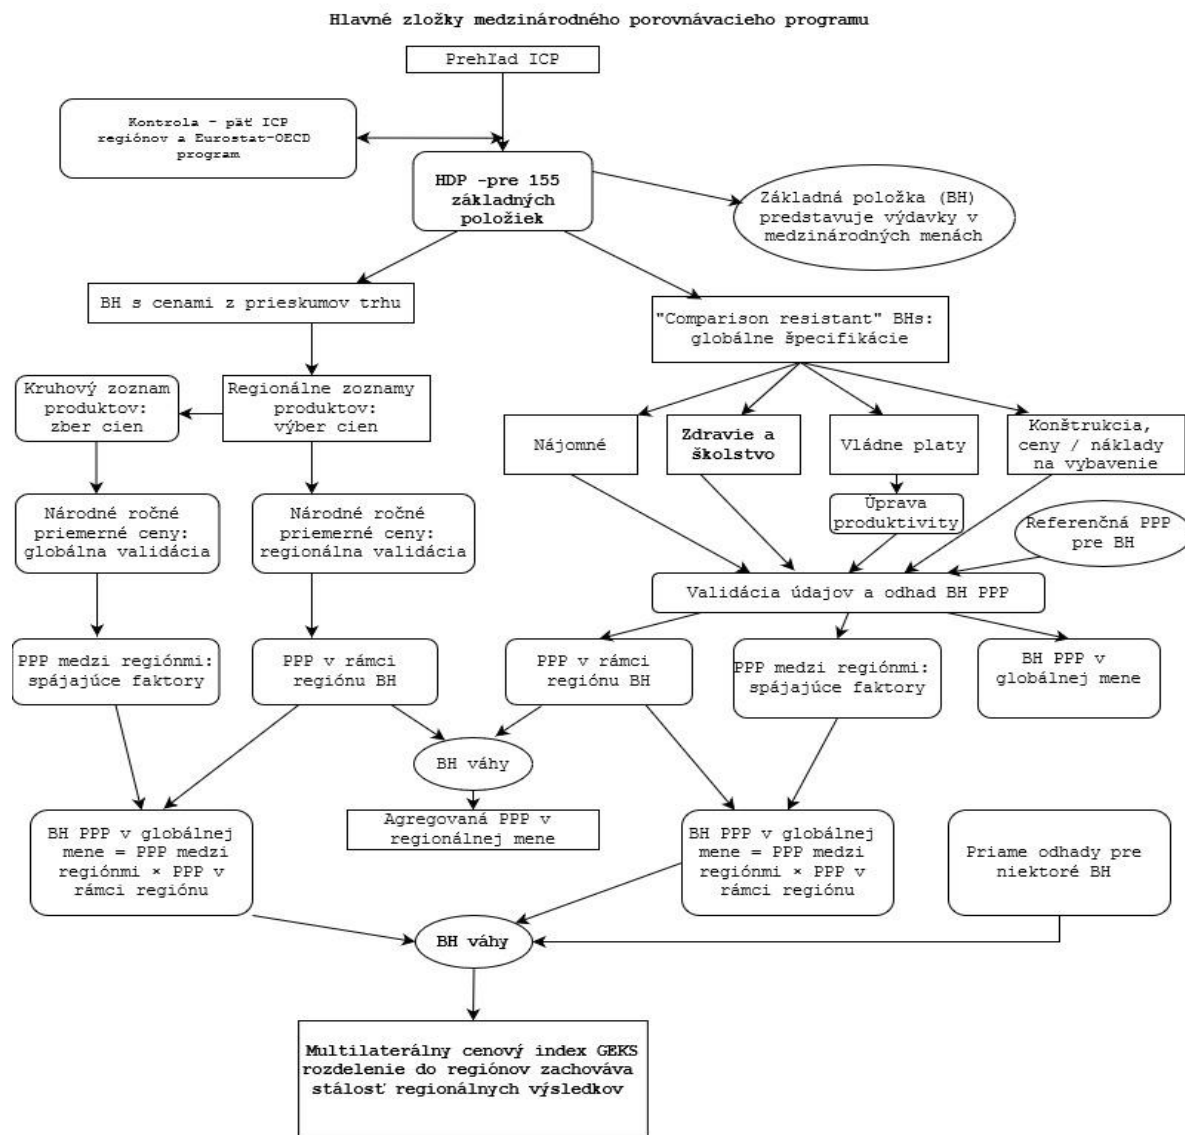 Hlavné zložky medzinárodného porovnávacieho programu
Prehľad ICP
Kontrola - päť ICP
regiónov a Eurostat-OECD
program
HDP -pre 155
základných
položiek
Základná položka (BH)
predstavuje výdavky v
medzinárodných menách
BH s cenami z prieskumov trhu
"Comparison resistant" BHs:
globálne špecifikácie
Kruhový zoznam
produktov:
zber cien
Regionálne zoznamy
produktov:
výber cien
Nájomné
Zdravie a
školstvo
Vládne platy
Konštrukcia,
ceny / náklady
na vybavenie
Úprava
produktivity
Referenčná PPP
pre BH
Národné ročné
priemerné ceny:
globálna validácia
Národné ročné
priemerné ceny:
regionálna validácia
Validácia údajov a odhad BH PPP
PPP medzi regiónmi:
spájajúce faktory
PPP v rámci
regiónu BH
PPP v rámci
regiónu BH
PPP medzi regiónmi:
spájajúce faktory
BH PPP v
globálnej mene
BH váhy
Agregovaná PPP v
regionálnej mene
BH PPP v globálnej
mene = PPP medzi
regiónmi × PPP v
rámci regiónu
BH PPP v globálnej
mene = PPP medzi
regiónmi × PPP v
rámci regiónu
Priame odhady pre
niektoré BH
BH váhy
Multilaterálny cenový index GEKS
rozdelenie do regiónov zachováva
stálosť regionálnych výsledkov